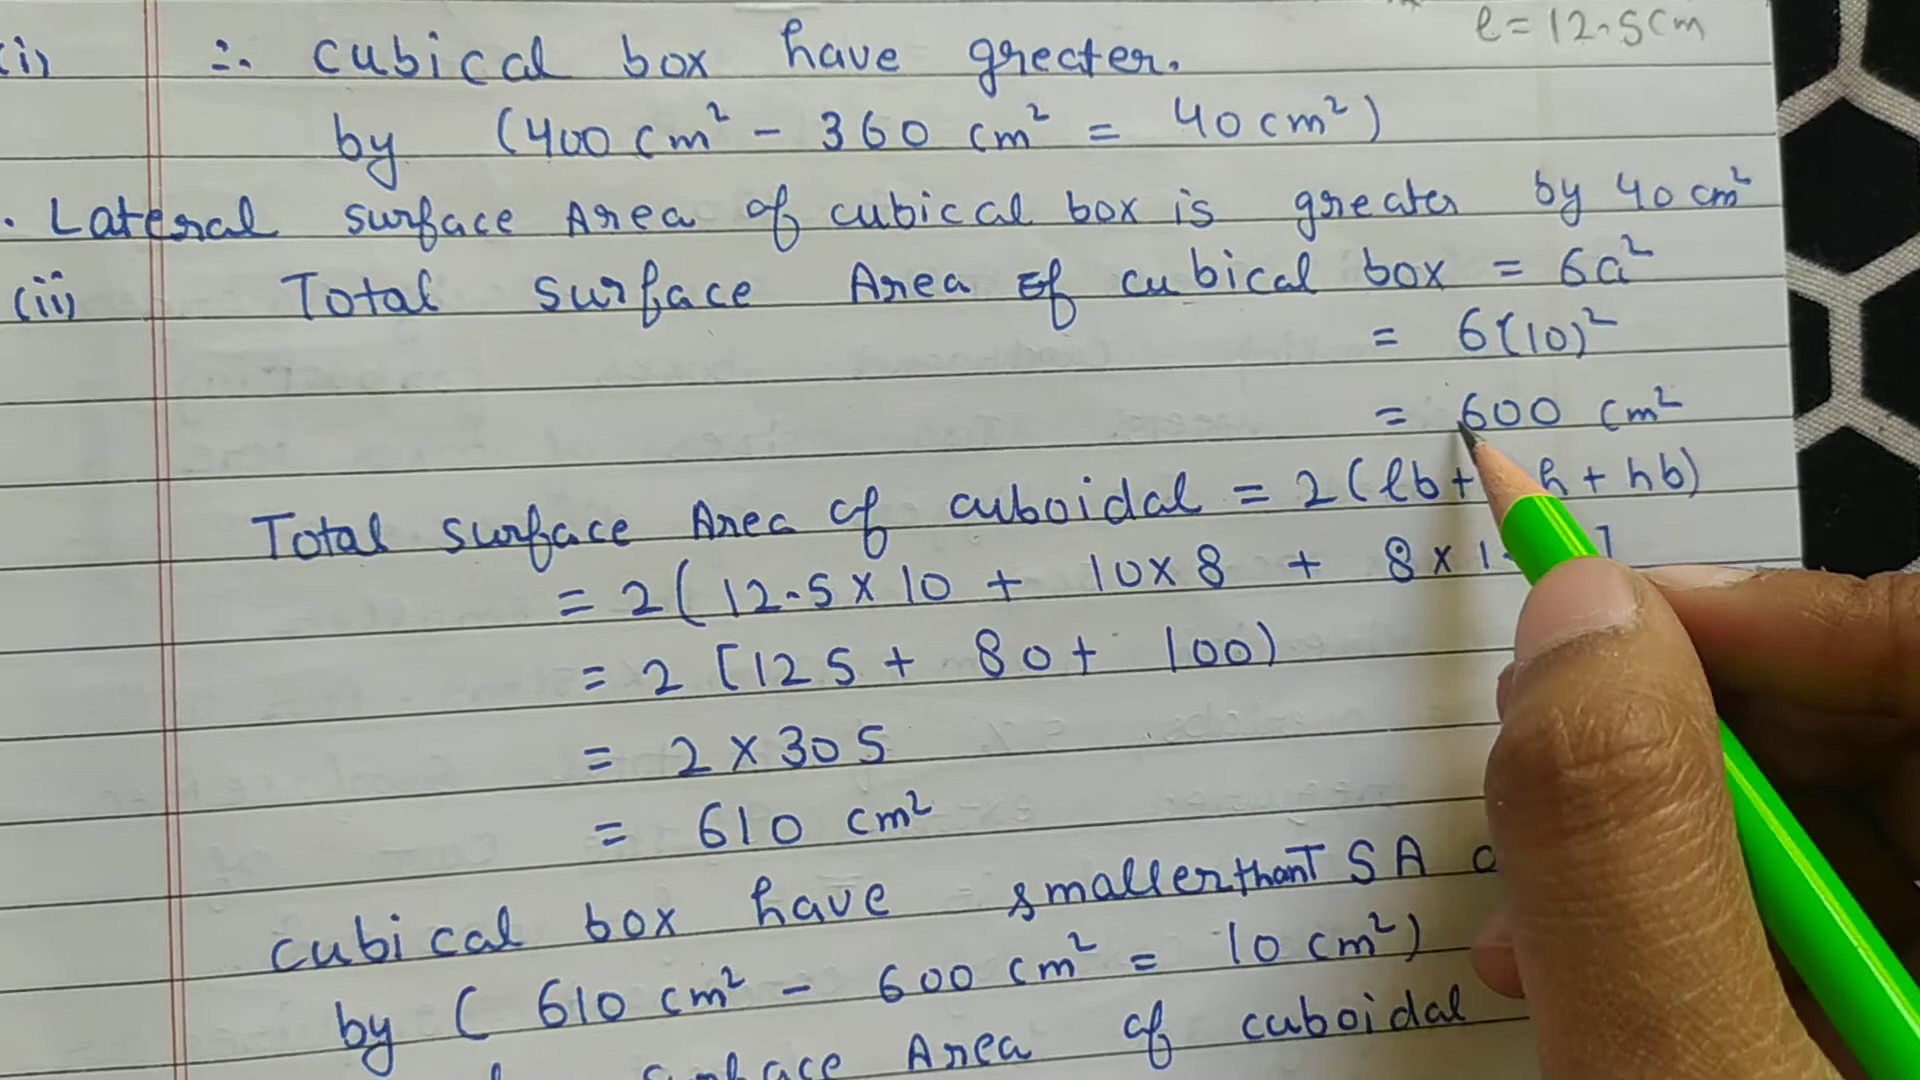 l = 12.5cm
(i) ∴ cubical box have greater.
by (400 cm² - 360 cm² = 40 cm²)
. Lateral surface Area of cubical box is greater by 40 cm²
(ii) Total surface Area of cubical box = 6a²
= 6(10)²
= 600 cm²
Total surface Area of cuboidal = 2(lb+ h + hb)
= 2(12.5×10 + 10×8 + 8×1 ]
= 2 [125 + 80+ 100)
= 2×305
= 610 cm²
cubical box have smaller than TSA
by ( 610 cm² - 600 cm² = 10 cm²)
surface Area of cuboidal